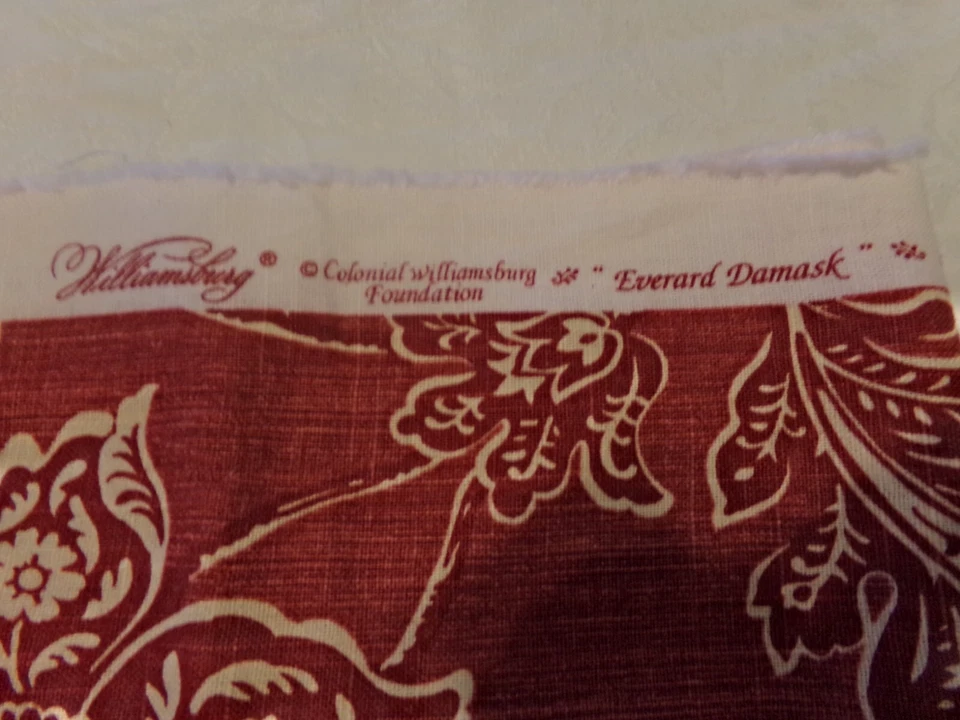 Williamsburg® © Colonial Williamsburg " Everard Damask "
Foundation